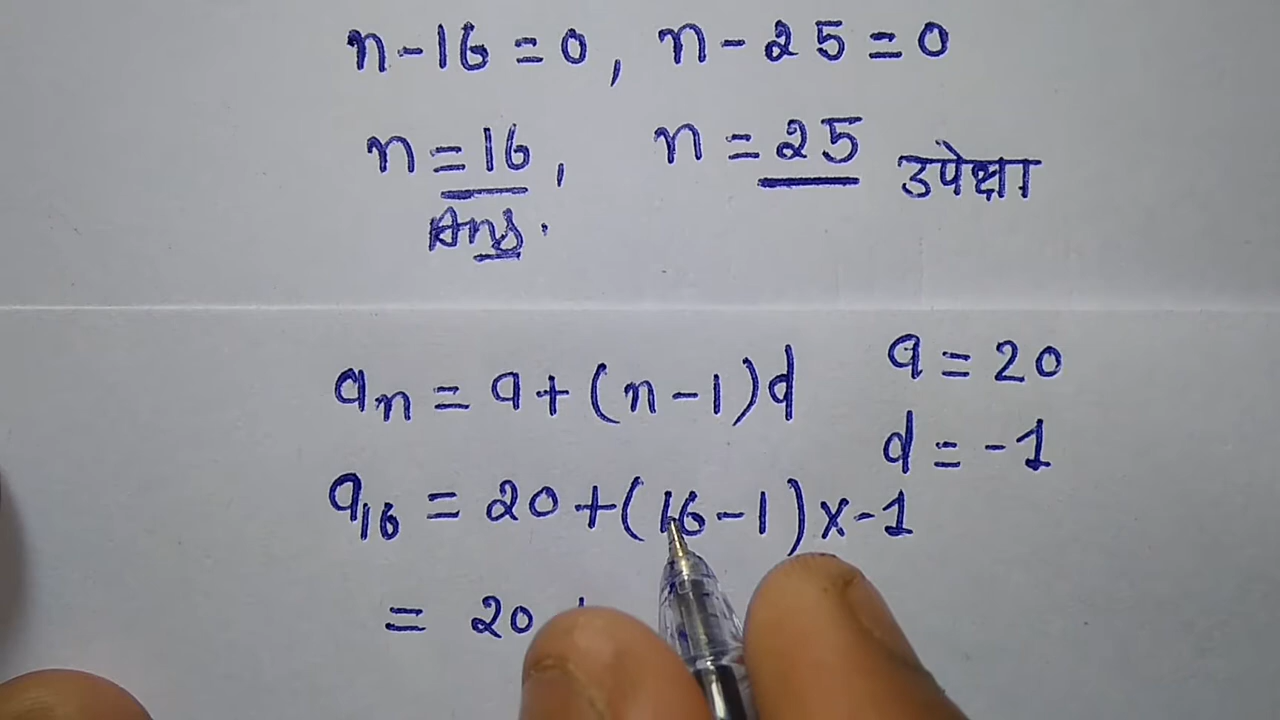 n-16=0, n-25=0
n=16, n=25 उपेक्षा
Ans.
an = a+(n-1)d a=20
d=-1
a16 = 20+(16-1)x-1
= 20